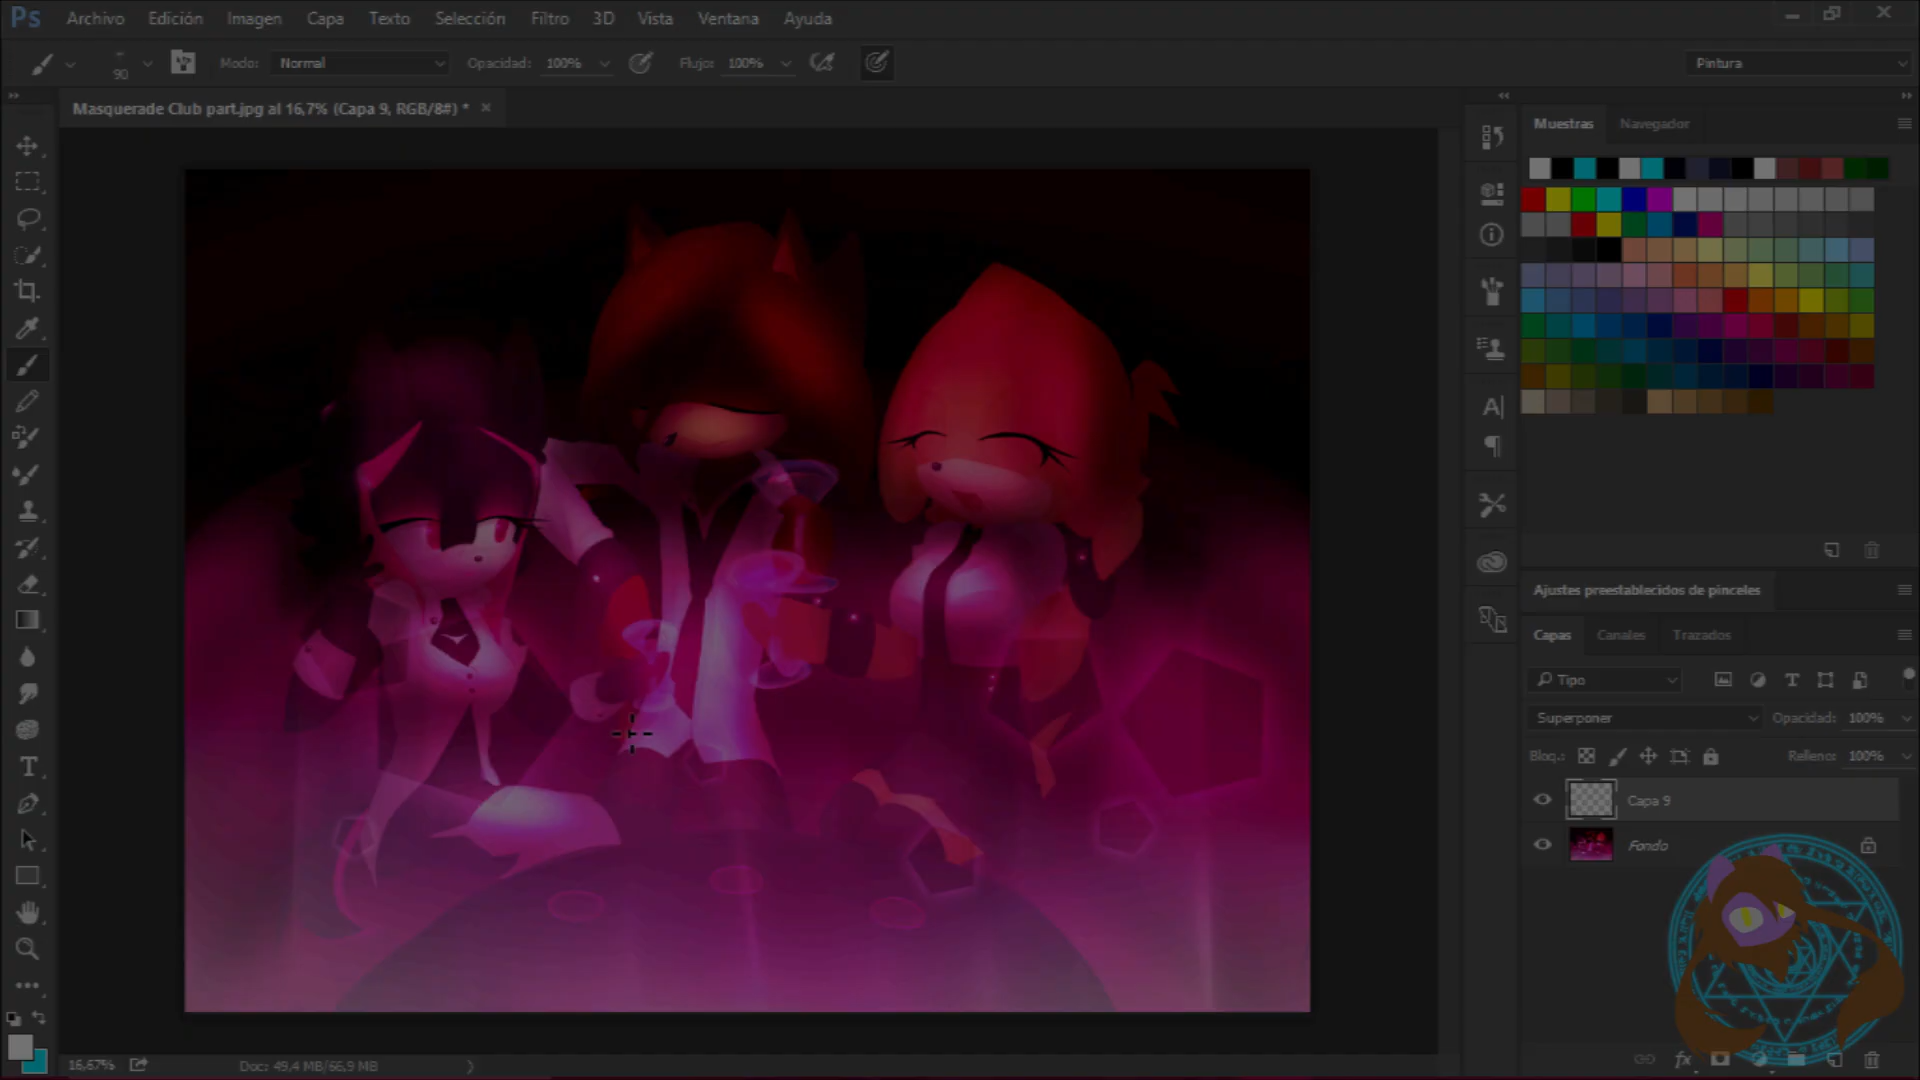 Ps Archivo Edición Imagen Capa Texto Selección Filtro 3D Vista Ventana Ayuda
90 Modo: Normal Opacidad: 100% Flujo: 100% Pintura
Masquerade Club part.jpg al 16,7% (Capa 9, RGB/8#) * ×
Muestras Navegador
Ajustes preestablecidos de pinceles
Capas Canales Trazados
Tipo
Superponer Opacidad: 100%
Bloq.: Relleno: 100%
Capa 9
Fondo
16,67% Doc: 49,4 MB/66,9 MB